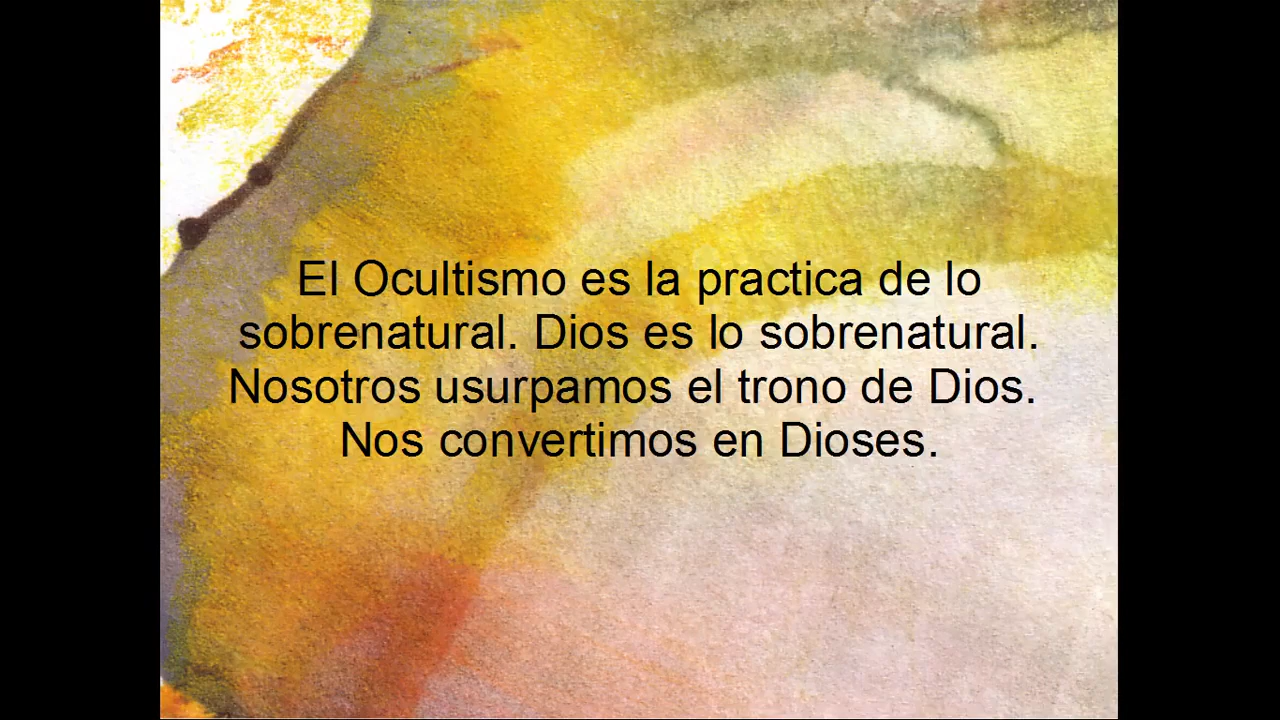 El Ocultismo es la practica de lo
sobrenatural. Dios es lo sobrenatural.
Nosotros usurpamos el trono de Dios.
Nos convertimos en Dioses.